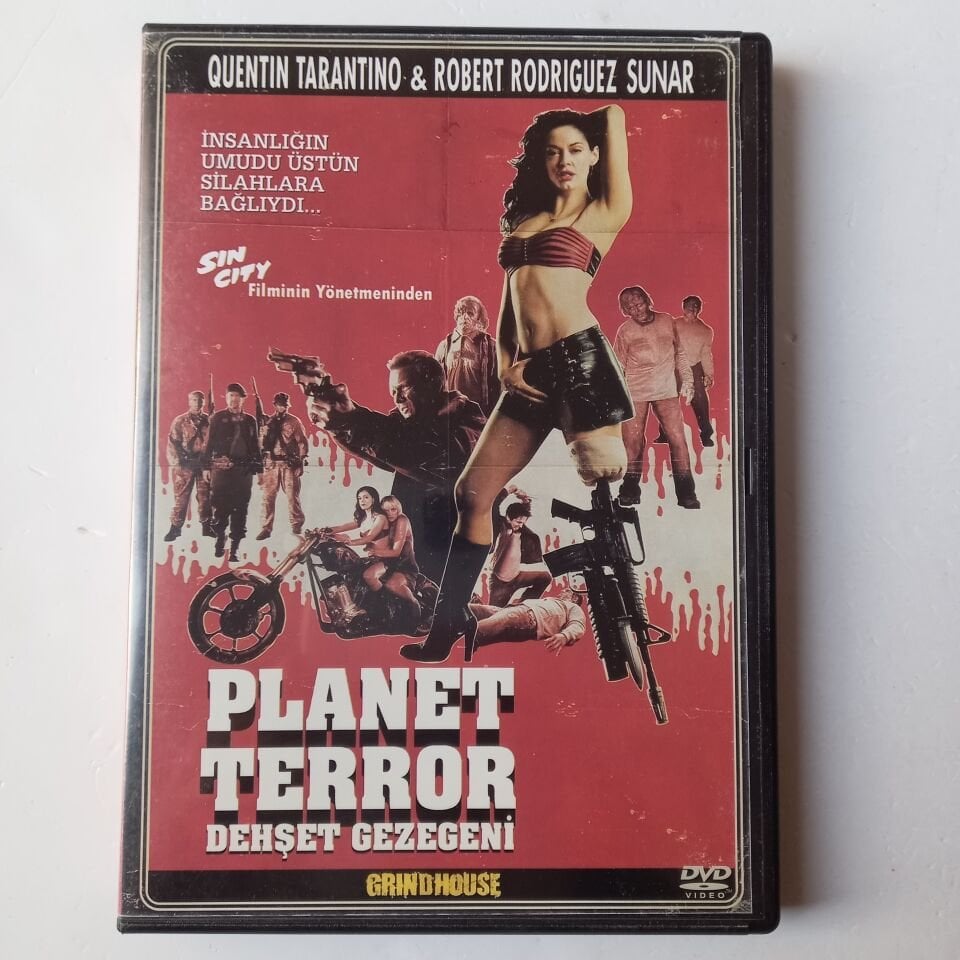 QUENTIN TARANTINO & ROBERT RODRIGUEZ SUNAR
İNSANLIĞIN
UMUDU ÜSTÜN
SİLAHLARA
BAĞLIYDI...
SIN
CITY
Filminin Yönetmeninden
PLANET
TERROR
DEHŞET GEZEGENİ
GRINDHOUSE
DVD
VIDEO